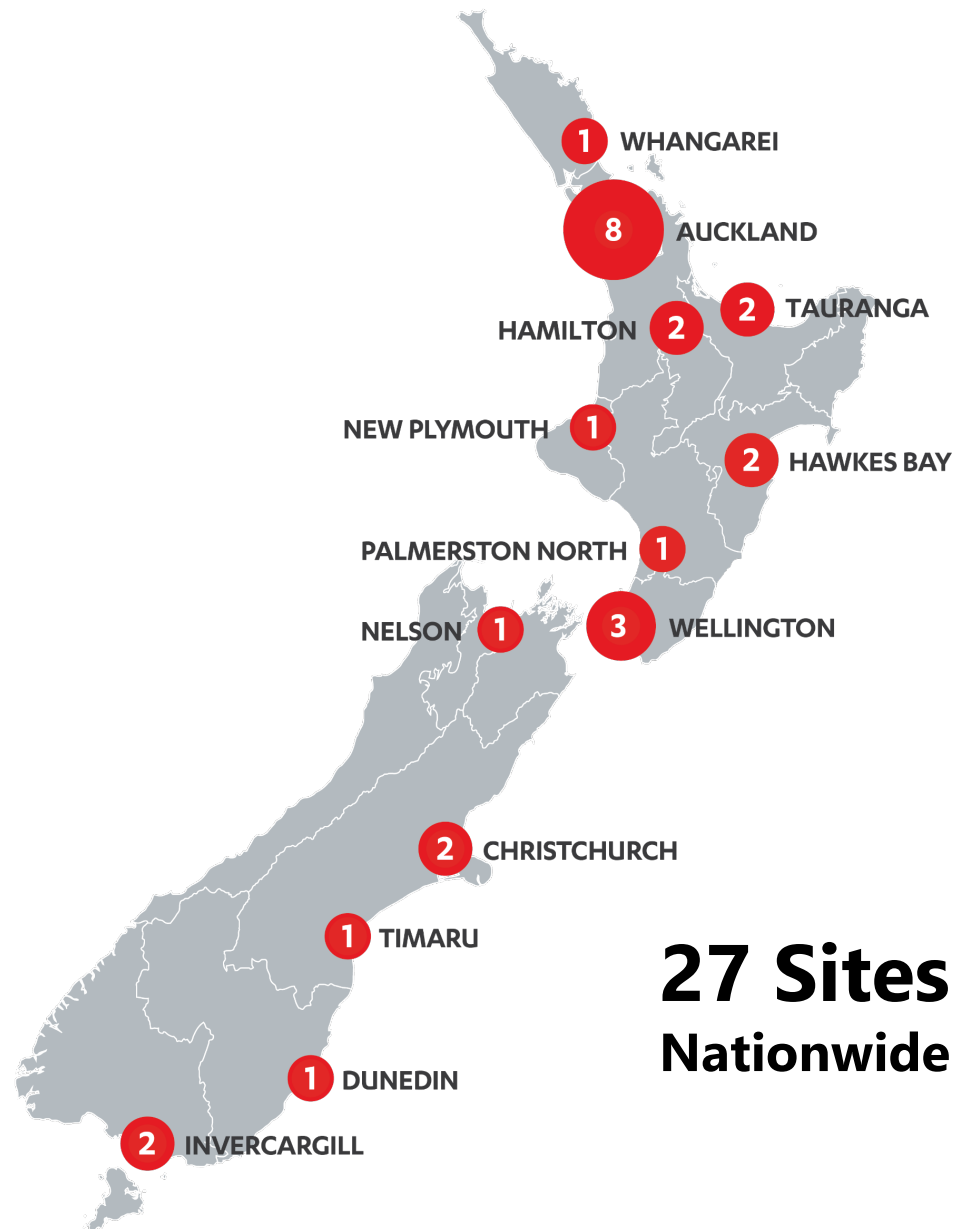 1 WHANGAREI
8 AUCKLAND
2 TAURANGA
HAMILTON 2
NEW PLYMOUTH 1
2 HAWKES BAY
PALMERSTON NORTH 1
NELSON 1
3 WELLINGTON
2 CHRISTCHURCH
1 TIMARU
27 Sites
Nationwide
1 DUNEDIN
2 INVERCARGILL